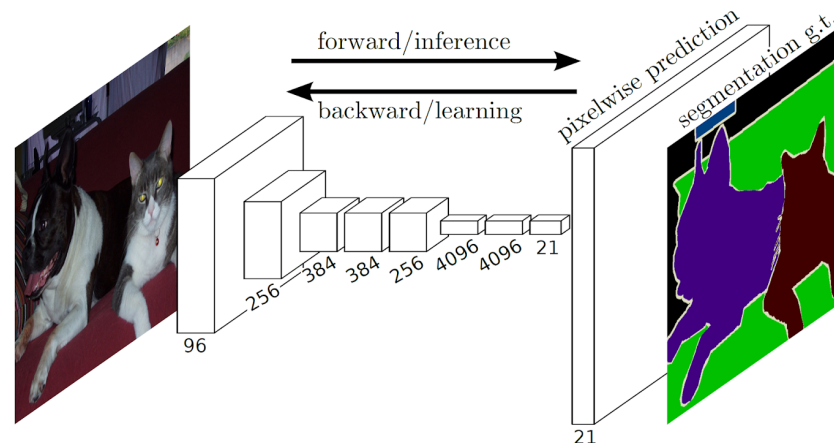 forward/inference
backward/learning
pixelwise prediction
segmentation g.t.
96
256
384
384
256
4096
4096
21
21